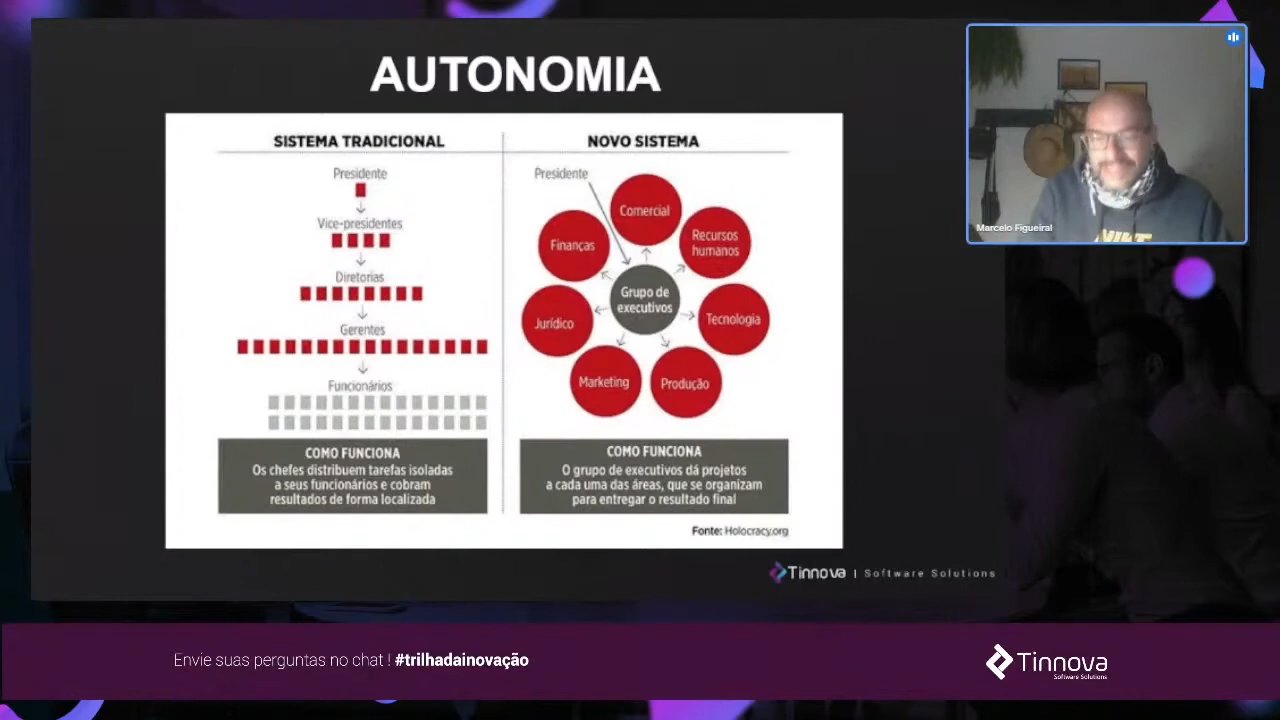 AUTONOMIA
SISTEMA TRADICIONAL
Presidente
Vice-presidentes
Diretorias
Gerentes
Funcionários
COMO FUNCIONA
Os chefes distribuem tarefas isoladas
a seus funcionários e cobram
resultados de forma localizada
NOVO SISTEMA
Presidente
Comercial
Finanças
Recursos
humanos
Grupo de
executivos
Jurídico
Tecnologia
Marketing
Produção
COMO FUNCIONA
O grupo de executivos dá projetos
a cada uma das áreas, que se organizam
para entregar o resultado final
Fonte: Holocracy.org
Tinnova | Software Solutions
Marcelo Figueiral
Envie suas perguntas no chat ! #trilhadainovação
Tinnova
Software Solutions